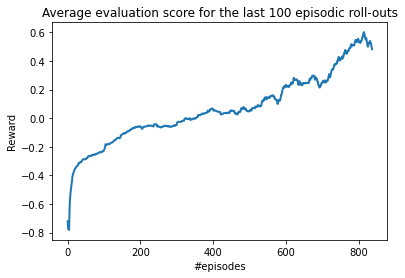 Average evaluation score for the last 100 episodic roll-outs
0.6
0.4
0.2
0.0
−0.2
−0.4
−0.6
−0.8
Reward
0 200 400 600 800
#episodes